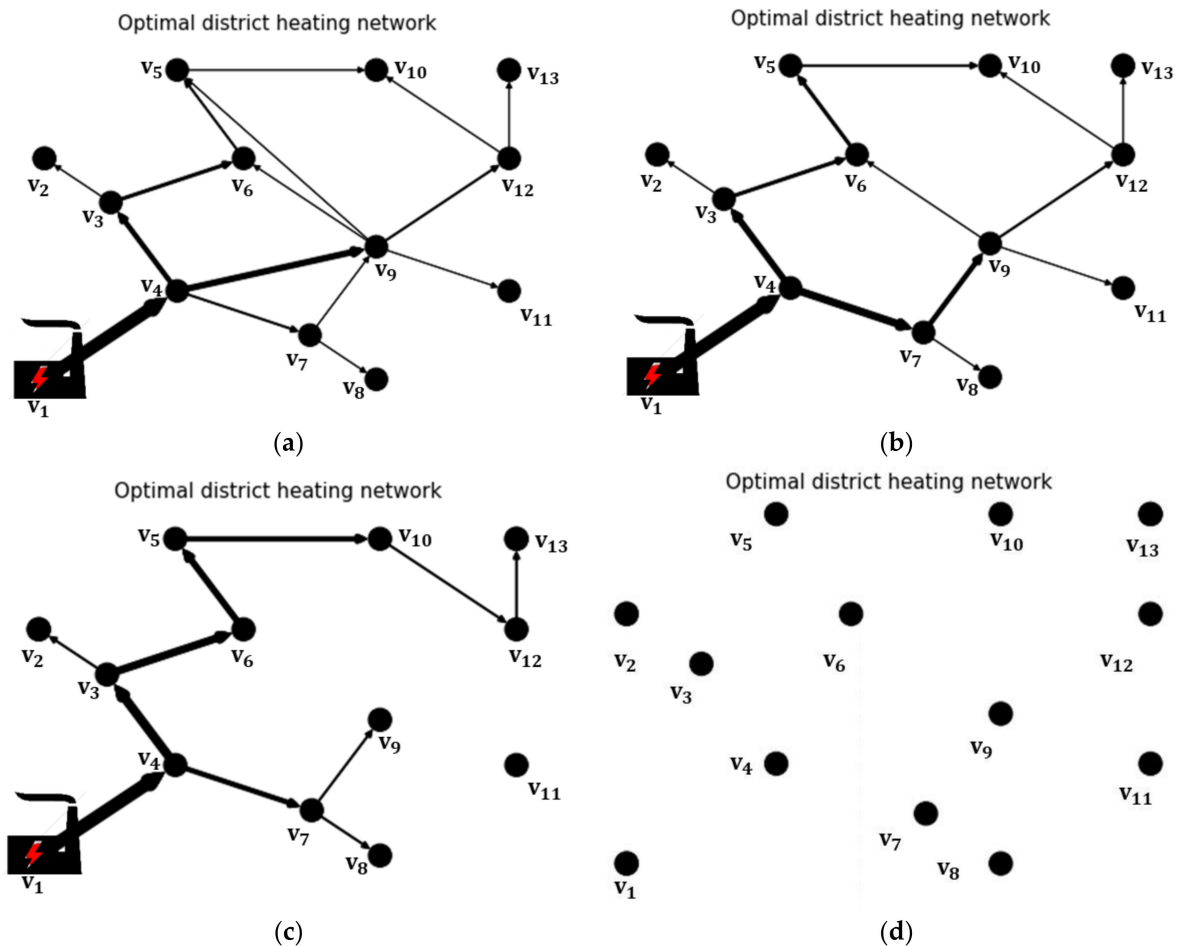 Optimal district heating network
v5
v10
v13
v2
v6
v12
v3
v9
v4
v11
v7
v8
v1
(a)
Optimal district heating network
v5
v10
v13
v2
v6
v12
v3
v9
v4
v11
v7
v8
v1
(b)
Optimal district heating network
v5
v10
v13
v2
v6
v12
v3
v9
v4
v11
v7
v8
v1
(c)
Optimal district heating network
v5
v10
v13
v2
v6
v12
v3
v9
v4
v11
v7
v8
v1
(d)